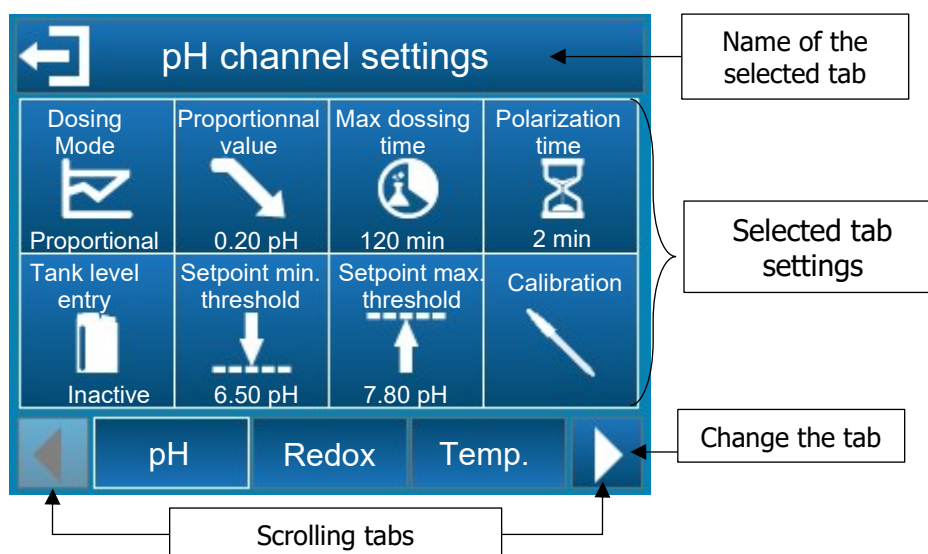 pH channel settings
Name of the
selected tab
Dosing
Mode
Proportional
Proportionnal
value
0.20 pH
Max dossing
time
120 min
Polarization
time
2 min
Tank level
entry
Inactive
Setpoint min.
threshold
6.50 pH
Setpoint max.
threshold
7.80 pH
Calibration
Selected tab
settings
pH
Redox
Temp.
Change the tab
Scrolling tabs